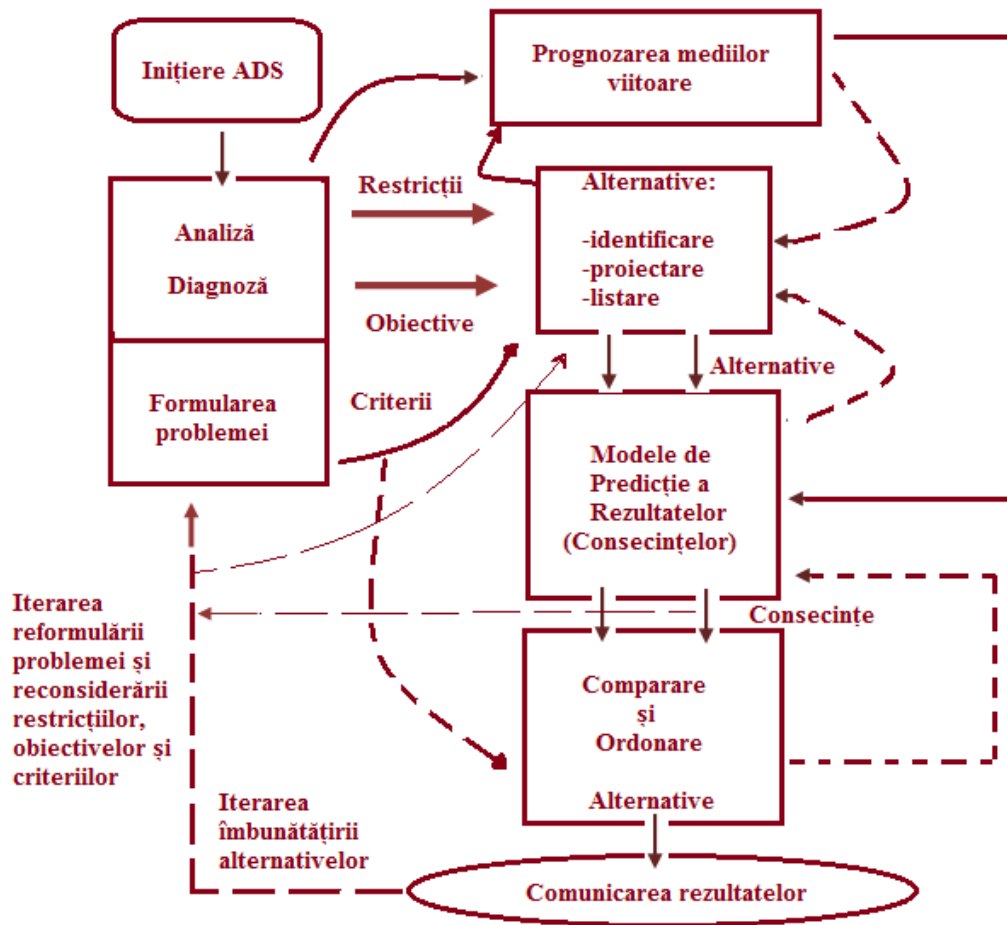 Inițiere ADS
Prognozarea mediilor
viitoare
Analiză
Diagnoză
Formularea
problemei
Restricții
Obiective
Criterii
Alternative:
-identificare
-proiectare
-listare
Alternative
Modele de
Predicție a
Rezultatelor
(Consecințelor)
Consecințe
Comparare
și
Ordonare
Alternative
Iterarea
reformulării
problemei și
reconsiderării
restricțiilor,
obiectivelor și
criteriilor
Iterarea
îmbunătățirii
alternativelor
Comunicarea rezultatelor